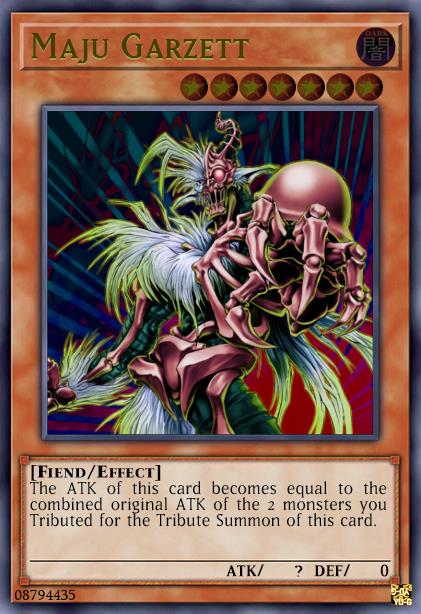 MAJU GARZETT
DARK
闇
[FIEND/EFFECT]
The ATK of this card becomes equal to the
combined original ATK of the 2 monsters you
Tributed for the Tribute Summon of this card.
ATK/ ? DEF/ 0
08794435